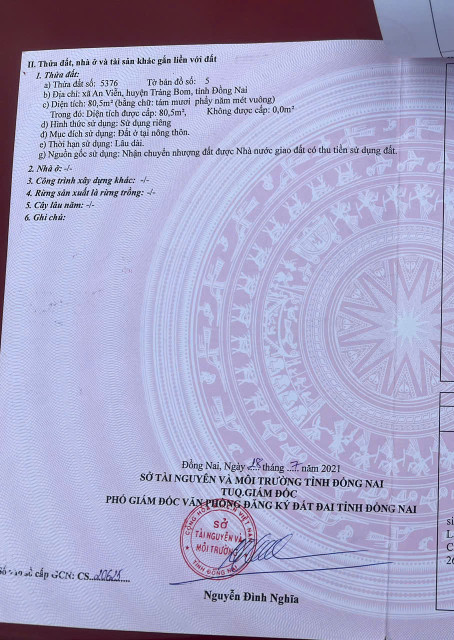 II. Thửa đất, nhà ở và tài sản khác gắn liền với đất
1. Thửa đất:
a) Thửa đất số: 5376 Tờ bản đồ số: 5
b) Địa chỉ: xã An Viễn, huyện Trảng Bom, tỉnh Đồng Nai
c) Diện tích: 80,5m² (bằng chữ: tám mươi phẩy năm mét vuông)
Trong đó: Diện tích được cấp: 80,5m², Không được cấp: 0,0m²
d) Hình thức sử dụng: Sử dụng riêng
đ) Mục đích sử dụng: Đất ở tại nông thôn.
e) Thời hạn sử dụng: Lâu dài.
g) Nguồn gốc sử dụng: Nhận chuyển nhượng đất được Nhà nước giao đất có thu tiền sử dụng đất.
2. Nhà ở: -/-
3. Công trình xây dựng khác: -/-
4. Rừng sản xuất là rừng trồng: -/-
5. Cây lâu năm: -/-
6. Ghi chú:
Đồng Nai, Ngày 18 tháng 7 năm 2021
SỞ TÀI NGUYÊN VÀ MÔI TRƯỜNG TỈNH ĐỒNG NAI
TUQ.GIÁM ĐỐC
PHÓ GIÁM ĐỐC VĂN PHÒNG ĐĂNG KÝ ĐẤT ĐAI TỈNH ĐỒNG NAI
SỞ
TÀI NGUYÊN VÀ
MÔI TRƯỜNG
TỈNH ĐỒNG NAI
cấp GCN: CS 20625
Nguyễn Đình Nghĩa